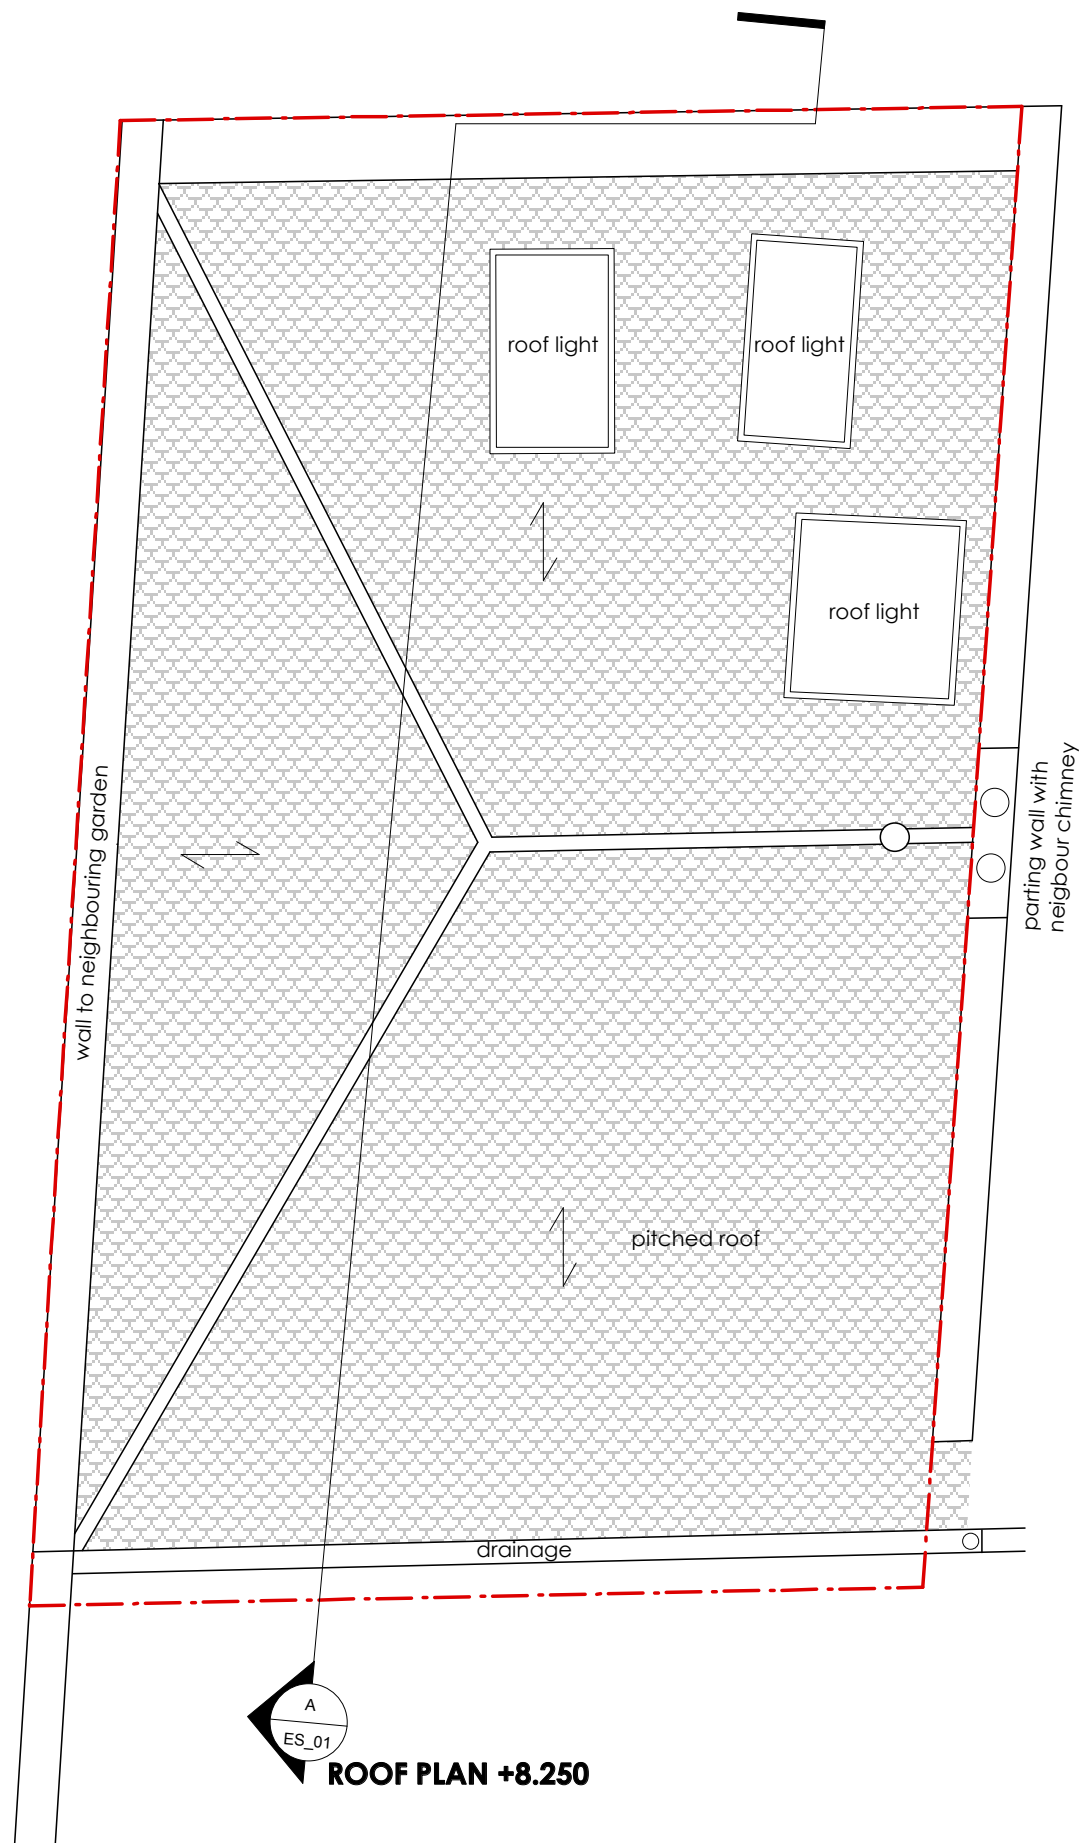 roof light
roof light
roof light
wall to neighbouring garden
parting wall with
neigbour chimney
pitched roof
drainage
A
ES_01
ROOF PLAN +8.250